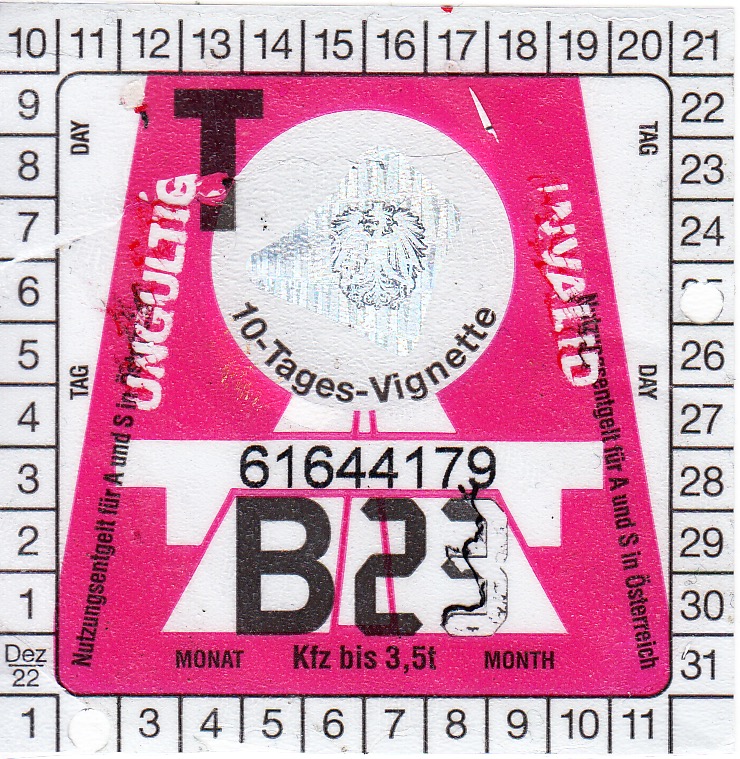 10 11 12 13 14 15 16 17 18 19 20 21
9 22
8 23
7 24
6
5 26
4 27
3 28
2 29
1 30
Dez
22
31
1 3 4 5 6 7 8 9 10 11
DAY
TAG
TAG
DAY
T
UNGÜLTIG
INVALID
10-Tages-Vignette
61644179
B23
Nutzungsentgelt für A und S in
Nutzungsentgelt für A und S in Österreich
MONAT Kfz bis 3,5t MONTH